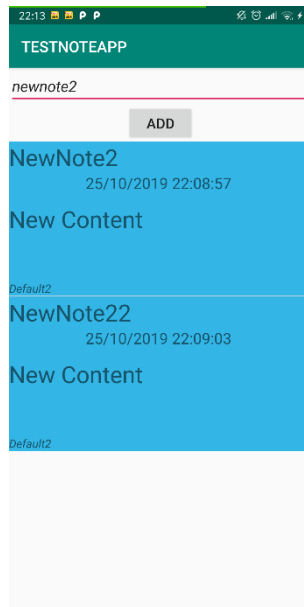 22:13
TESTNOTEAPP
newnote2
ADD
NewNote2
25/10/2019 22:08:57
New Content
Default2
NewNote22
25/10/2019 22:09:03
New Content
Default2